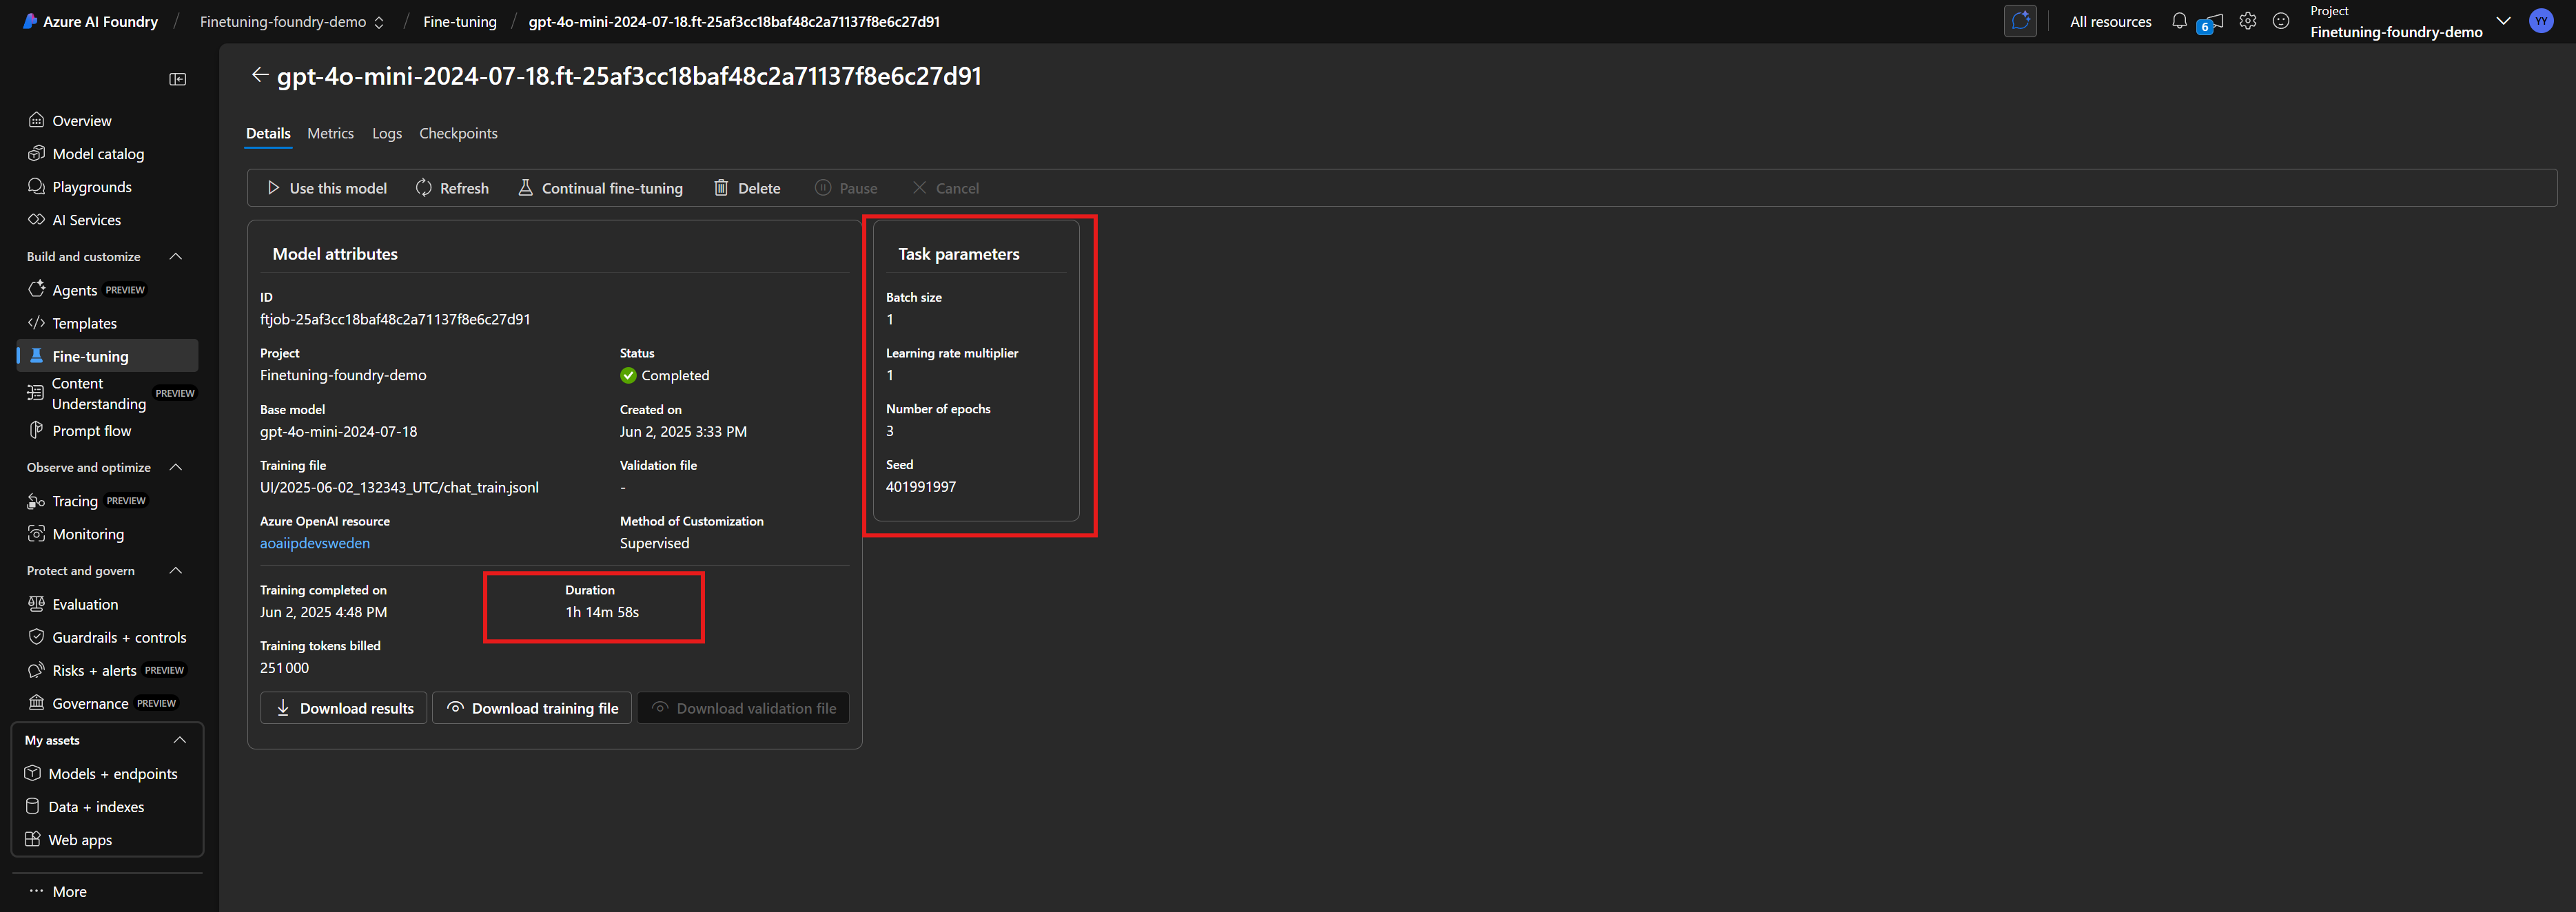 Azure AI Foundry / Finetuning-foundry-demo / Fine-tuning / gpt-4o-mini-2024-07-18.ft-25af3cc18baf48c2a71137f8e6c27d91
All resources
6
Project
Finetuning-foundry-demo
YY
Overview
Model catalog
Playgrounds
AI Services
Build and customize
Agents PREVIEW
Templates
Fine-tuning
Content
Understanding PREVIEW
Prompt flow
Observe and optimize
Tracing PREVIEW
Monitoring
Protect and govern
Evaluation
Guardrails + controls
Risks + alerts PREVIEW
Governance PREVIEW
My assets
Models + endpoints
Data + indexes
Web apps
More
gpt-4o-mini-2024-07-18.ft-25af3cc18baf48c2a71137f8e6c27d91
Details Metrics Logs Checkpoints
Use this model Refresh Continual fine-tuning Delete Pause Cancel
Model attributes
ID
ftjob-25af3cc18baf48c2a71137f8e6c27d91
Project
Finetuning-foundry-demo
Status
Completed
Base model
gpt-4o-mini-2024-07-18
Created on
Jun 2, 2025 3:33 PM
Training file
UI/2025-06-02_132343_UTC/chat_train.jsonl
Validation file
-
Azure OpenAI resource
aoaiipdevsweden
Method of Customization
Supervised
Training completed on
Jun 2, 2025 4:48 PM
Duration
1h 14m 58s
Training tokens billed
251 000
Download results Download training file Download validation file
Task parameters
Batch size
1
Learning rate multiplier
1
Number of epochs
3
Seed
401991997